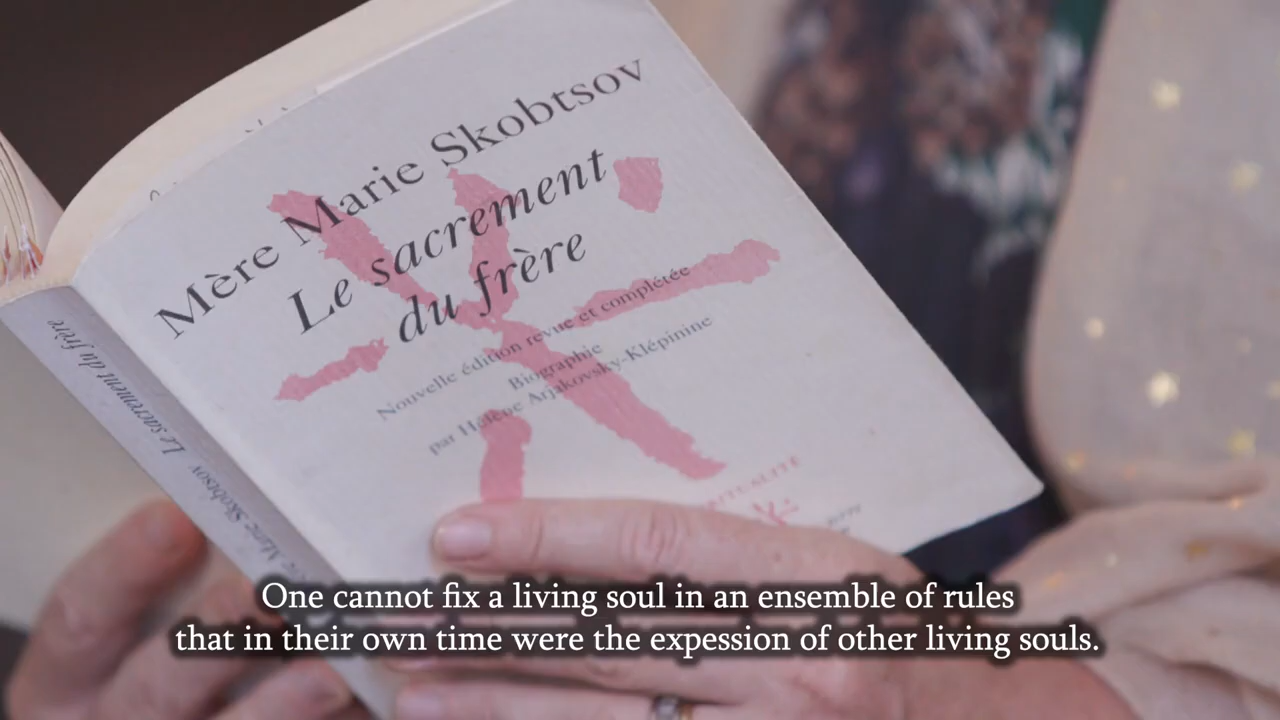 Mère Marie Skobtsov
Le sacrement
du frère
Nouvelle édition revue et complétée
Biographie
par Hélène Arjakovsky-Klépinine
Le sacrement du frère
Marie Skobtsov
One cannot fix a living soul in an ensemble of rules
that in their own time were the expession of other living souls.